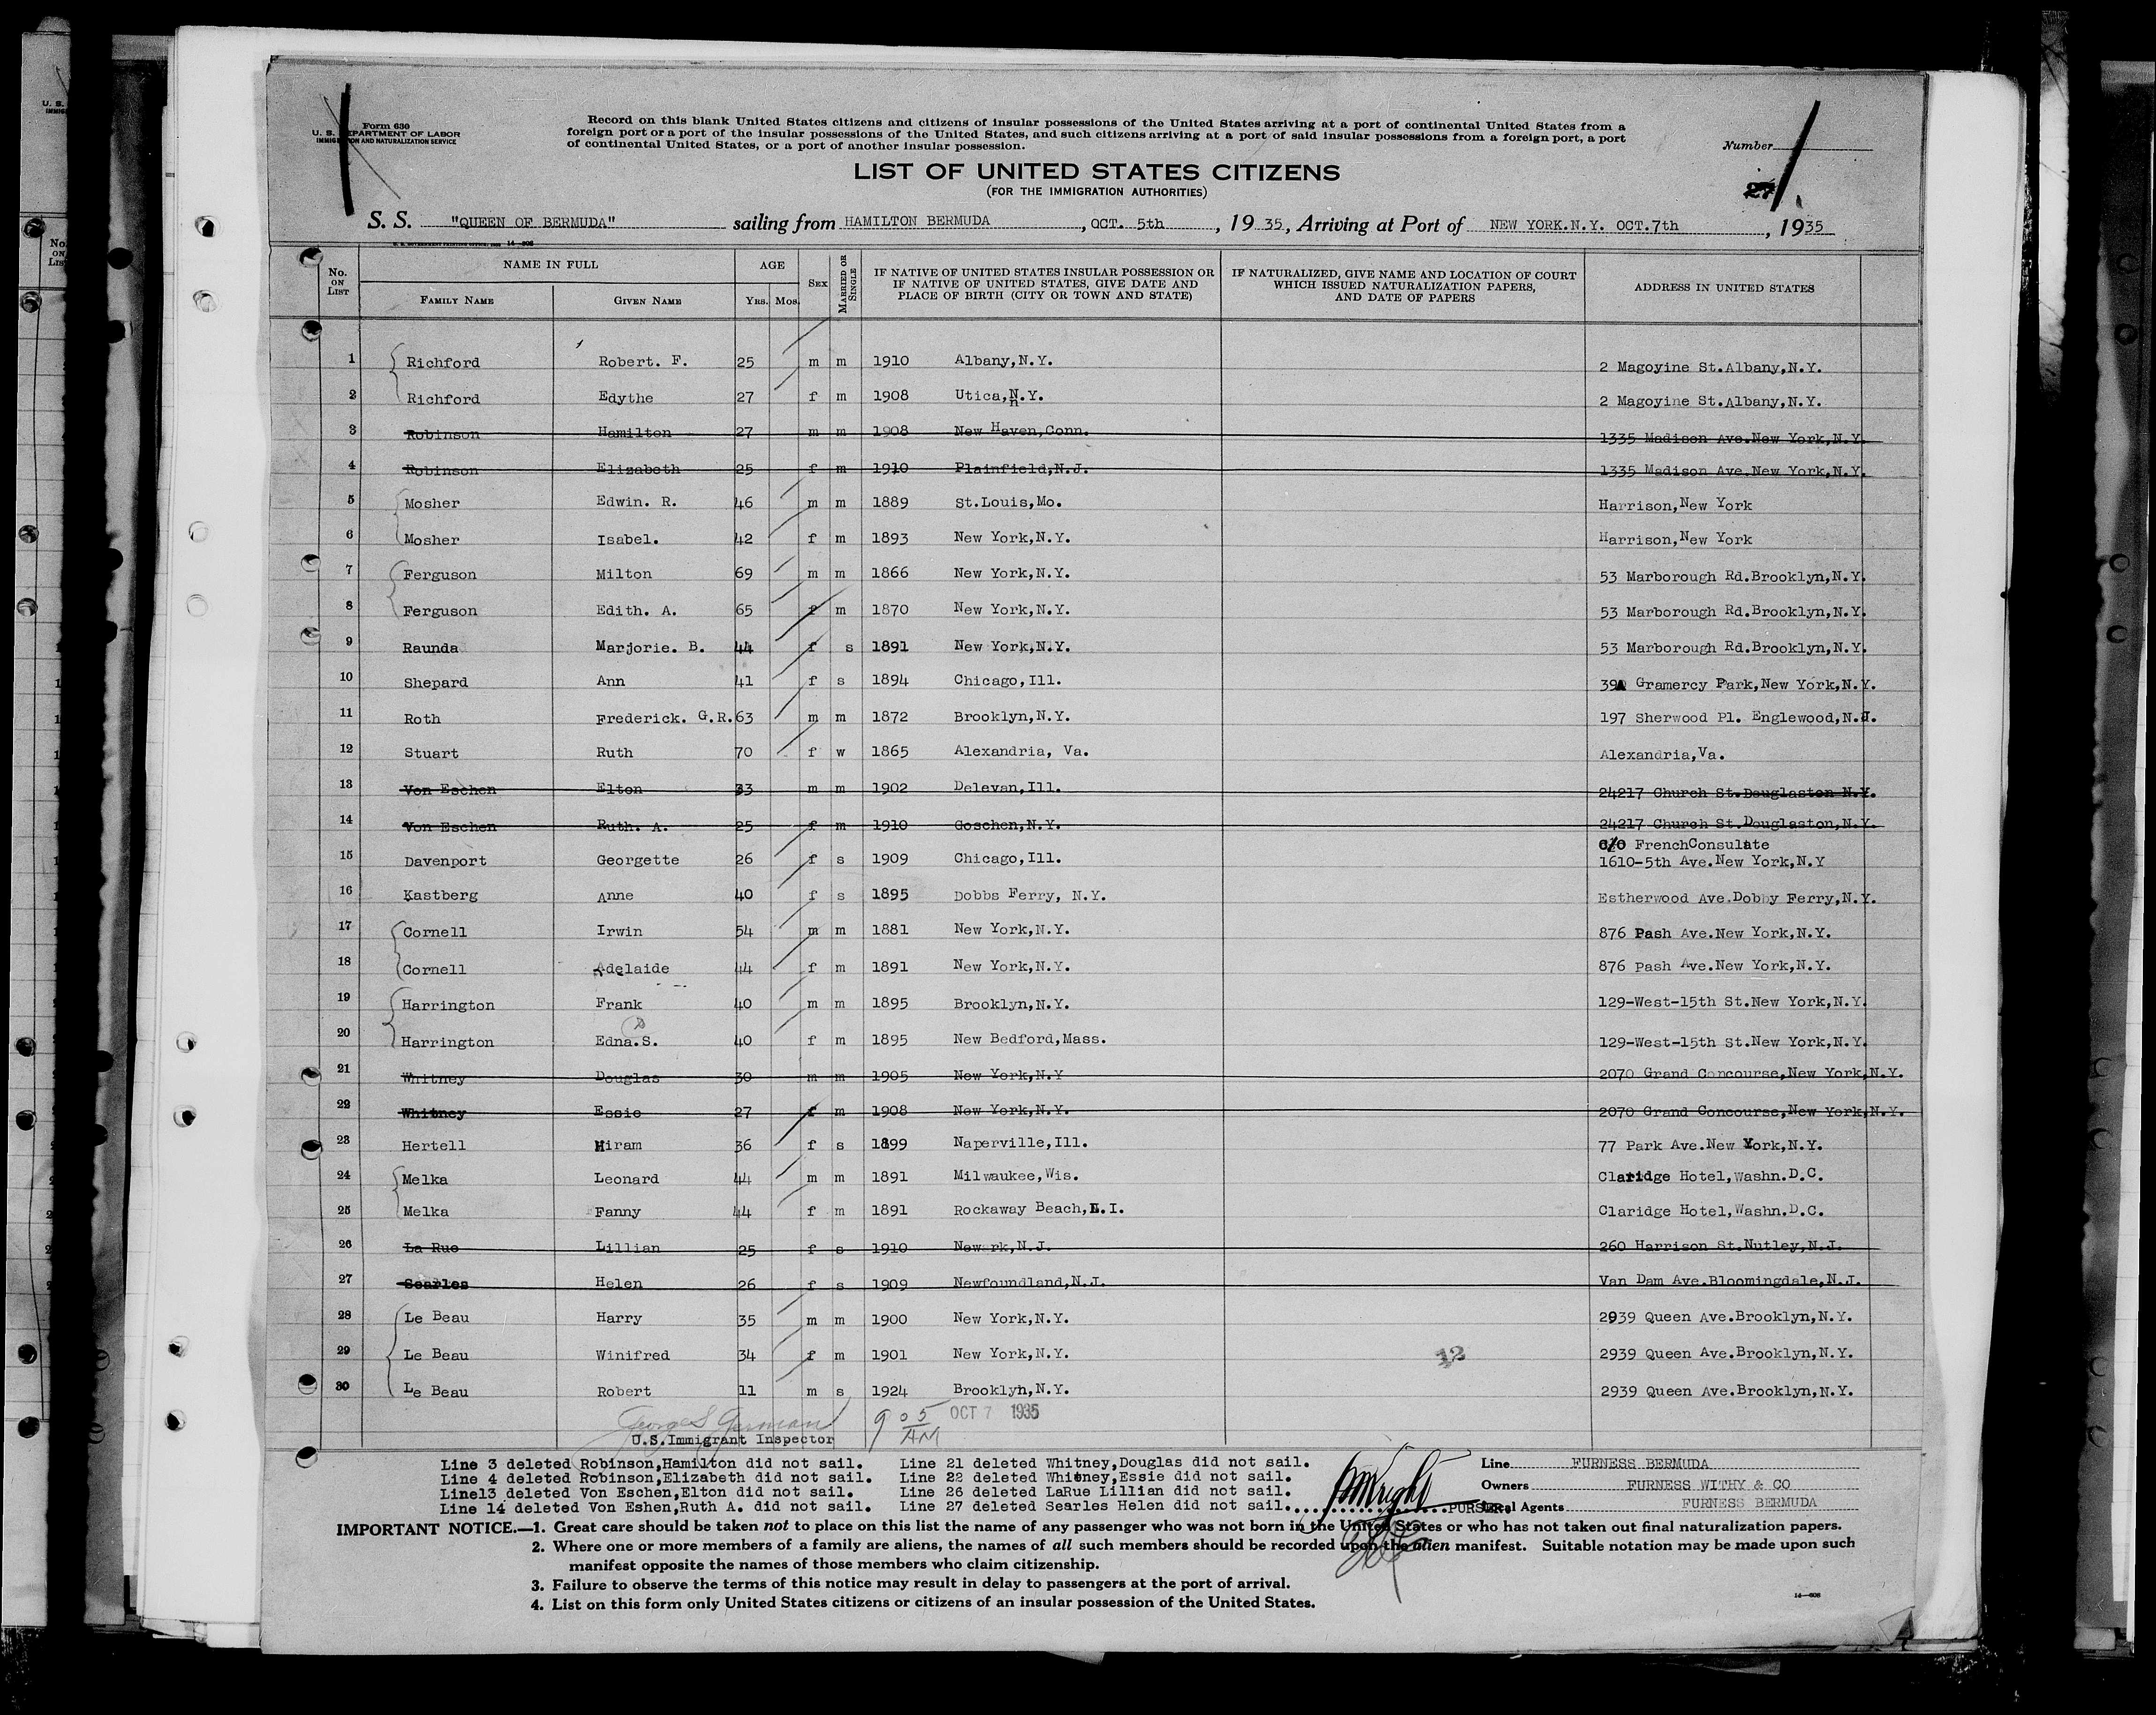 Form 630
U. S. DEPARTMENT OF LABOR
IMMIGRATION AND NATURALIZATION SERVICE
Record on this blank United States citizens and citizens of insular possessions of the United States arriving at a port of continental United States from a
foreign port or a port of the insular possessions of the United States, and such citizens arriving at a port of said insular possessions from a foreign port, a port
of continental United States, or a port of another insular possession.
Number
LIST OF UNITED STATES CITIZENS
(FOR THE IMMIGRATION AUTHORITIES)
27
S. S. "QUEEN OF BERMUDA" sailing from HAMILTON BERMUDA, OCT. 5th, 1935, Arriving at Port of NEW YORK.N.Y. OCT.7th, 1935
No. ON LIST NAME IN FULL FAMILY NAME GIVEN NAME AGE YRS. MOS. SEX MARRIED OR SINGLE IF NATIVE OF UNITED STATES INSULAR POSSESSION OR IF NATIVE OF UNITED STATES, GIVE DATE AND PLACE OF BIRTH (CITY OR TOWN AND STATE) IF NATURALIZED, GIVE NAME AND LOCATION OF COURT WHICH ISSUED NATURALIZATION PAPERS, AND DATE OF PAPERS ADDRESS IN UNITED STATES
1 Richford Robert. F. 25 m m 1910 Albany,N.Y. 2 Magoyine St.Albany,N.Y.
2 Richford Edythe 27 f m 1908 Utica,N.Y. 2 Magoyine St.Albany,N.Y.
3 Robinson Hamilton 27 m m 1908 New Haven,Conn. 1335 Madison Ave.New York,N.Y.
4 Robinson Elizabeth 25 f m 1910 Plainfield,N.J. 1335 Madison Ave.New York,N.Y.
5 Mosher Edwin. R. 46 m m 1889 St.Louis,Mo. Harrison,New York
6 Mosher Isabel. 42 f m 1893 New York,N.Y. Harrison,New York
7 Ferguson Milton 69 m m 1866 New York,N.Y. 53 Marborough Rd.Brooklyn,N.Y.
8 Ferguson Edith. A. 65 f m 1870 New York,N.Y. 53 Marborough Rd.Brooklyn,N.Y.
9 Raunda Marjorie. B. 44 f s 1891 New York,N.Y. 53 Marborough Rd.Brooklyn,N.Y.
10 Shepard Ann 41 f s 1894 Chicago,Ill. 39 Gramercy Park,New York,N.Y.
11 Roth Frederick. G.R. 63 m m 1872 Brooklyn,N.Y. 197 Sherwood Pl. Englewood,N.J.
12 Stuart Ruth 70 f w 1865 Alexandria, Va. Alexandria,Va.
13 Von Eschen Elton 33 m m 1902 Delevan,Ill. 24217 Church St.Douglaston N.Y.
14 Von Eschen Ruth. A. 25 f m 1910 Goschen,N.Y. 24217 Church St.Douglaston,N.Y.
c/o FrenchConsulate
15 Davenport Georgette 26 f s 1909 Chicago,Ill. 1610-5th Ave.New York,N.Y
16 Kastberg Anne 40 f s 1895 Dobbs Ferry, N.Y. Estherwood Ave.Dobby Ferry,N.Y.
17 Cornell Irwin 54 m m 1881 New York,N.Y. 876 Pash Ave.New York,N.Y.
18 Cornell Adelaide 44 f m 1891 New York,N.Y. 876 Pash Ave.New York,N.Y.
19 Harrington Frank 40 m m 1895 Brooklyn,N.Y. 129-West-15th St.New York,N.Y.
20 Harrington Edna.S. 40 f m 1895 New Bedford,Mass. 129-West-15th St.New York,N.Y.
21 Whitney Douglas 30 m m 1905 New York,N.Y 2070 Grand Concourse,New York,N.Y.
22 Whitney Essie 27 f m 1908 New York,N.Y. 2070 Grand Concourse,New York,N.Y.
23 Hertell Hiram 36 f s 1899 Naperville,Ill. 77 Park Ave.New York,N.Y.
24 Melka Leonard 44 m m 1891 Milwaukee,Wis. Claridge Hotel,Washn.D.C.
25 Melka Fanny 44 f m 1891 Rockaway Beach,L.I. Claridge Hotel,Washn.D.C.
26 La Rue Lillian 25 f s 1910 Newark,N.J. 260 Harrison St.Nutley,N.J.
27 Searles Helen 26 f s 1909 Newfoundland,N.J. Van Dam Ave.Bloomingdale,N.J.
28 Le Beau Harry 35 m m 1900 New York,N.Y. 2939 Queen Ave.Brooklyn,N.Y.
29 Le Beau Winifred 34 f m 1901 New York,N.Y. 12 2939 Queen Ave.Brooklyn,N.Y.
30 Le Beau Robert 11 m s 1924 Brooklyn,N.Y. 2939 Queen Ave.Brooklyn,N.Y.
9 05 AM OCT 7 1935
U.S.Immigrant Inspector
Line 3 deleted Robinson,Hamilton did not sail. Line 21 deleted Whitney,Douglas did not sail.
Line 4 deleted Robinson,Elizabeth did not sail. Line 22 deleted Whitney,Essie did not sail.
Line13 deleted Von Eschen,Elton did not sail. Line 26 deleted LaRue Lillian did not sail.
Line 14 deleted Von Eshen,Ruth A. did not sail. Line 27 deleted Searles Helen did not sail.
PURSER.
Line FURNESS BERMUDA
Owners FURNESS WITHY & CO
Local Agents FURNESS BERMUDA
IMPORTANT NOTICE.—1. Great care should be taken not to place on this list the name of any passenger who was not born in the United States or who has not taken out final naturalization papers.
2. Where one or more members of a family are aliens, the names of all such members should be recorded upon the alien manifest. Suitable notation may be made upon such
manifest opposite the names of those members who claim citizenship.
3. Failure to observe the terms of this notice may result in delay to passengers at the port of arrival.
4. List on this form only United States citizens or citizens of an insular possession of the United States.
14—608